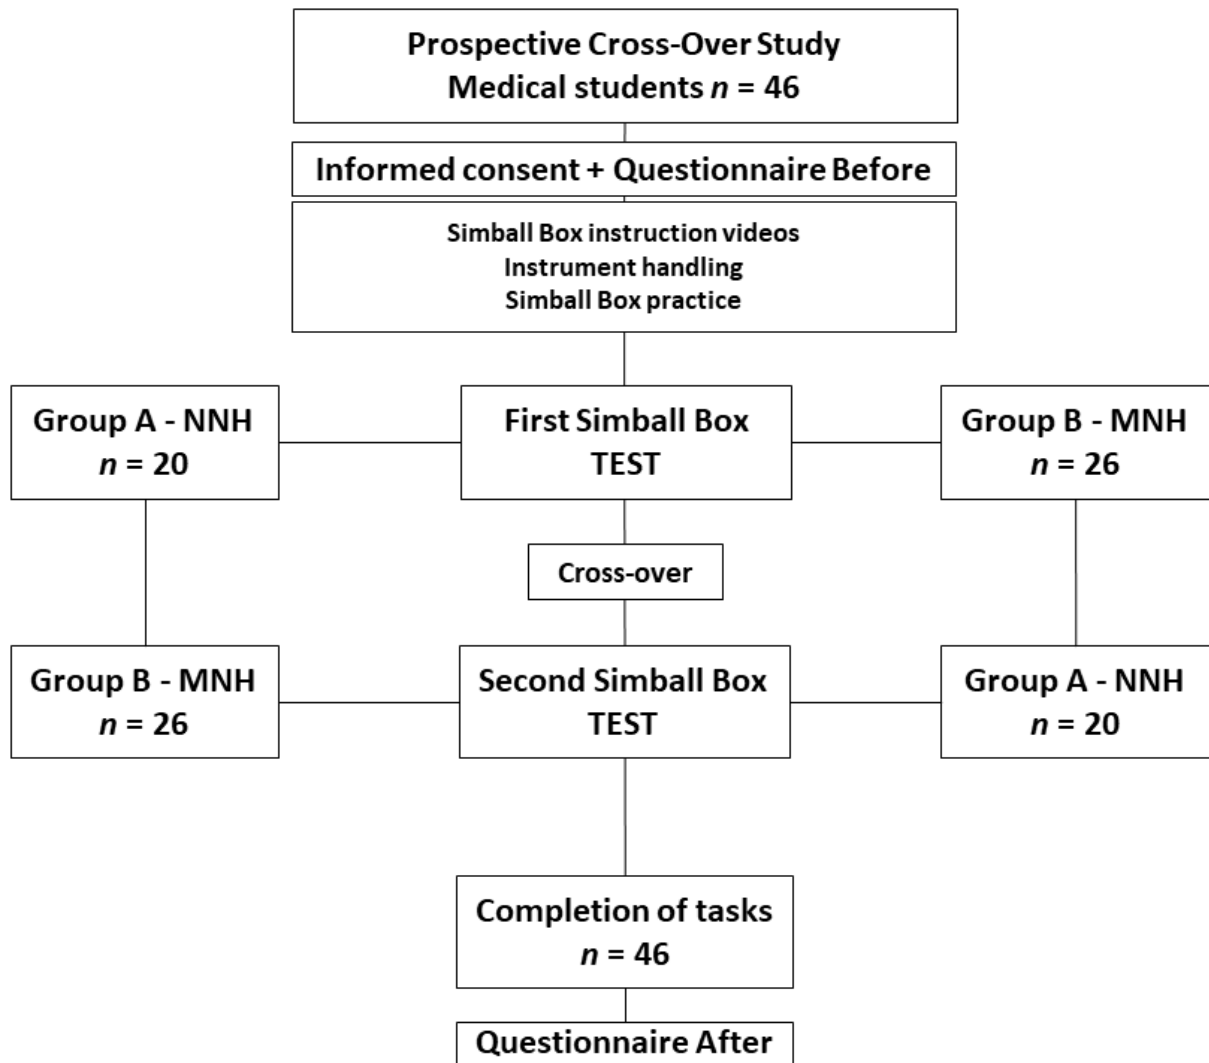 Prospective Cross-Over Study
Medical students n = 46
Informed consent + Questionnaire Before
Simball Box instruction videos
Instrument handling
Simball Box practice
Group A - NNH
n = 20
First Simball Box
TEST
Group B - MNH
n = 26
Cross-over
Group B - MNH
n = 26
Second Simball Box
TEST
Group A - NNH
n = 20
Completion of tasks
n = 46
Questionnaire After